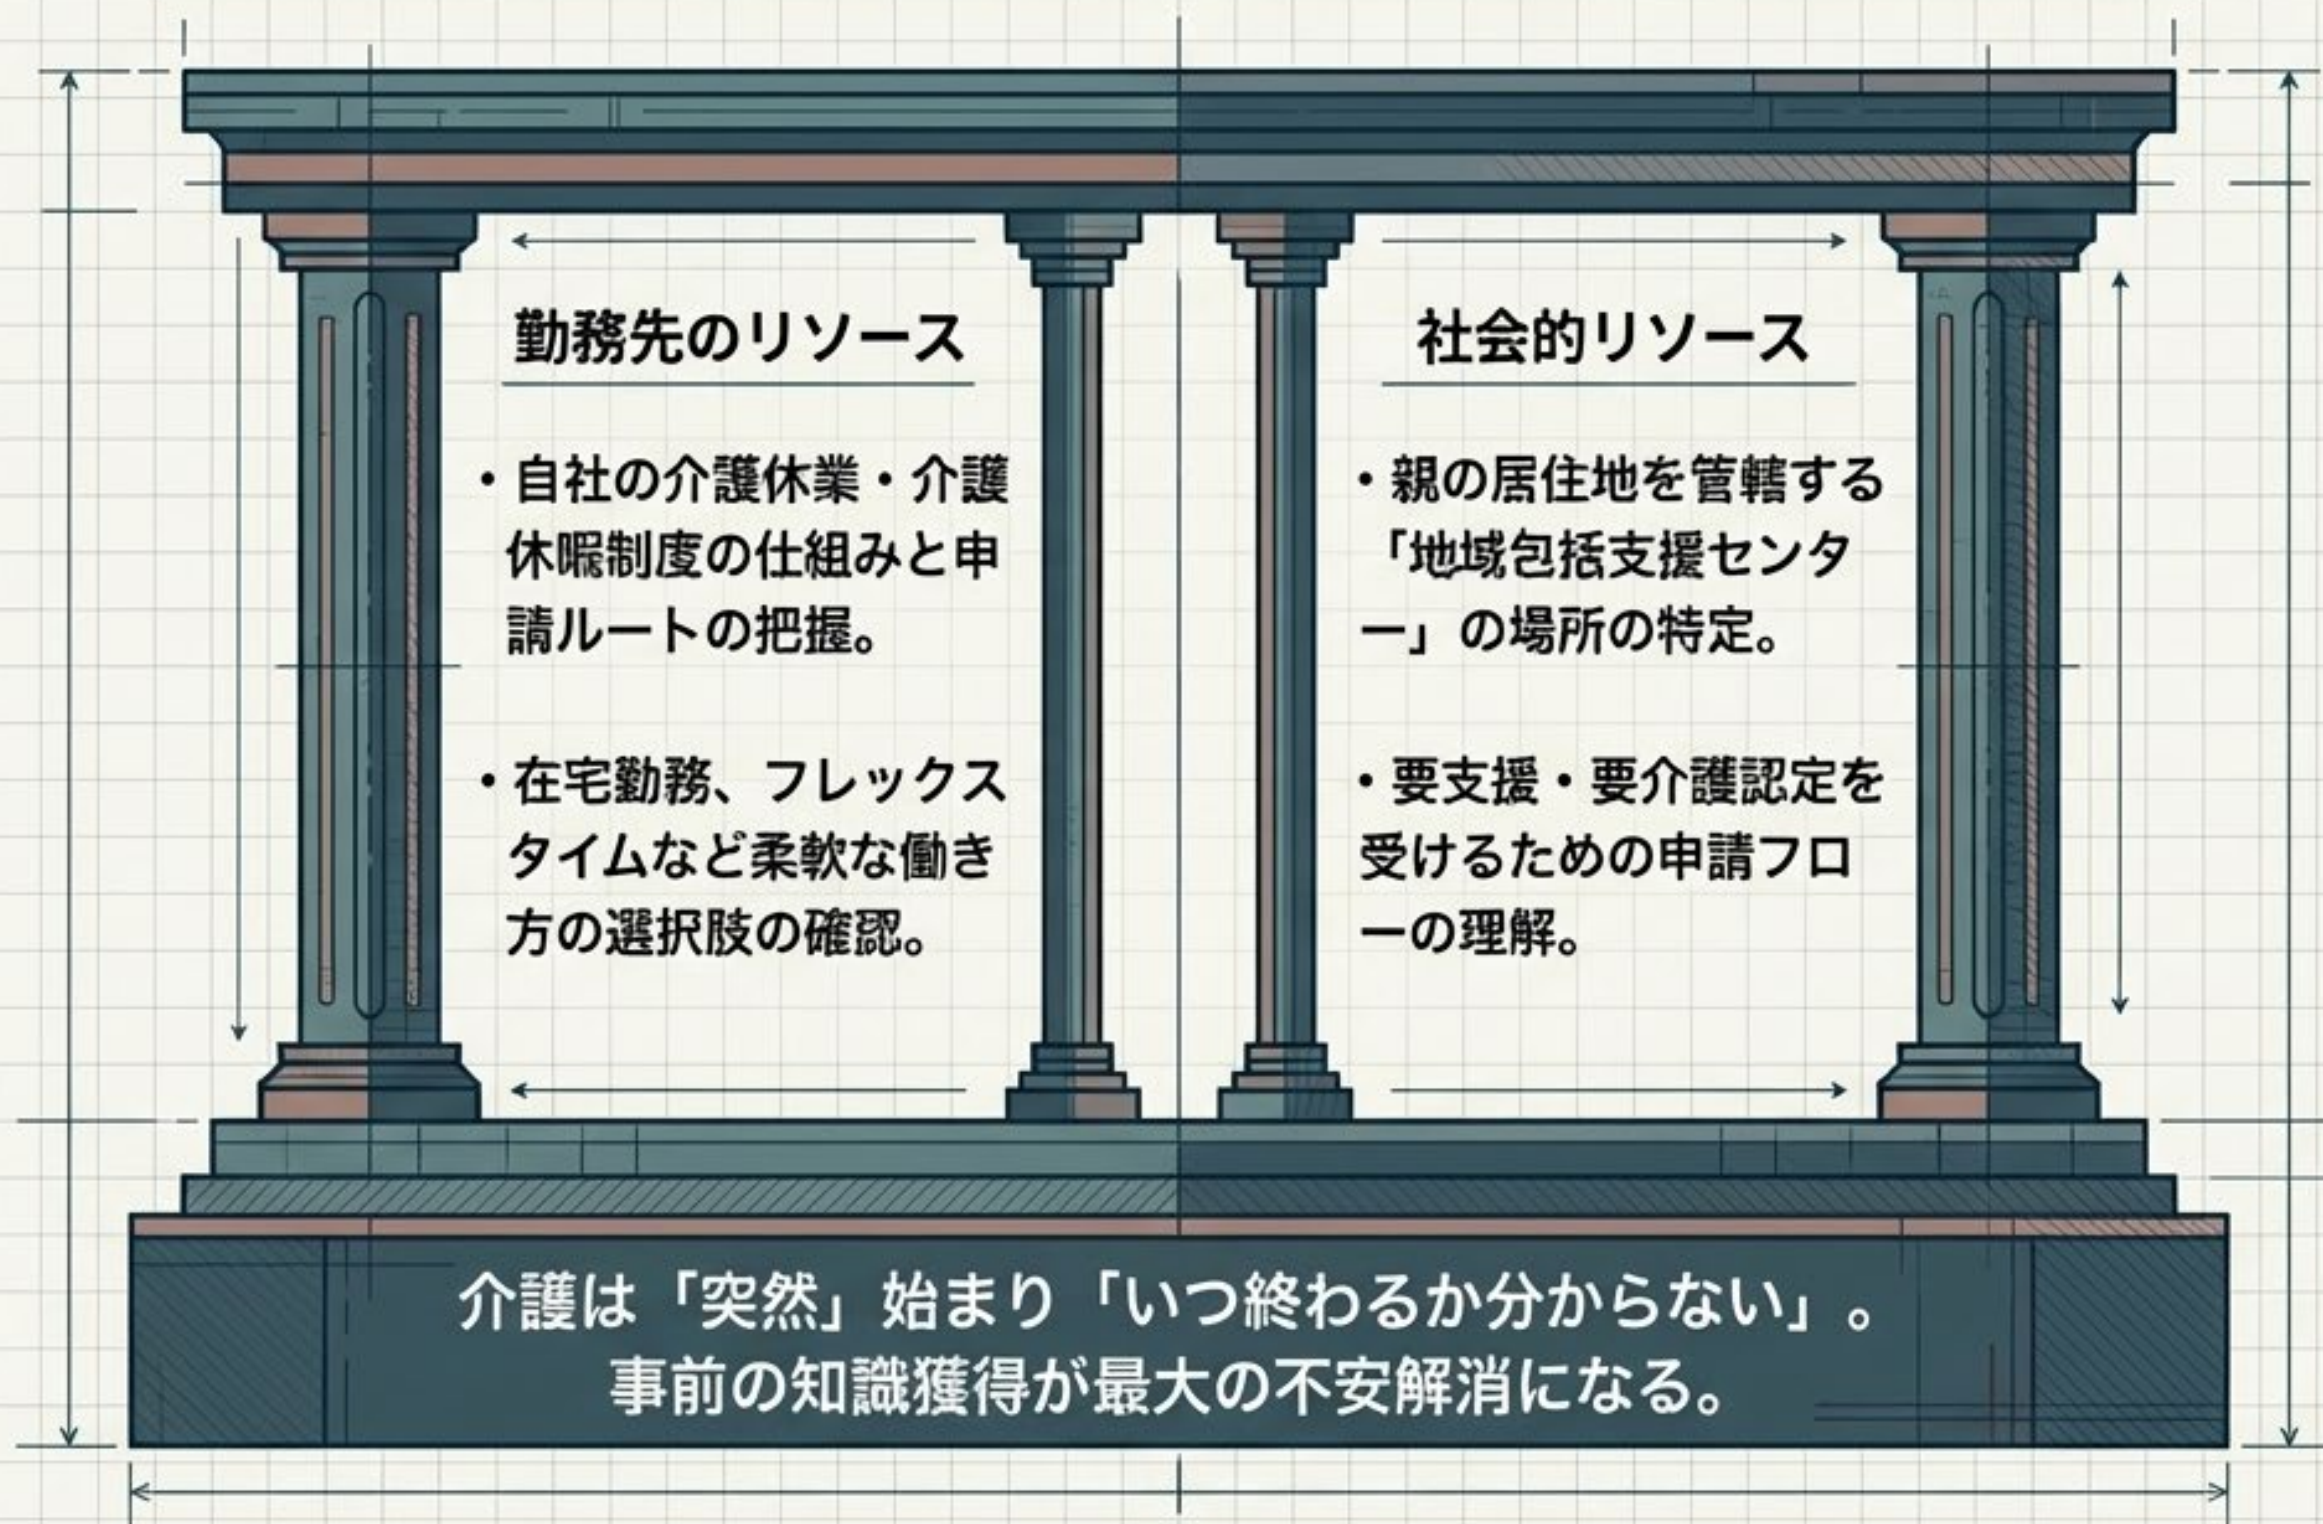 勤務先のリソース
・自社の介護休業・介護
休暇制度の仕組みと申
請ルートの把握。
・在宅勤務、フレックス
タイムなど柔軟な働き
方の選択肢の確認。
社会的リソース
・親の居住地を管轄する
「地域包括支援センタ
ー」の場所の特定。
・要支援・要介護認定を
受けるための申請フロ
ーの理解。
介護は「突然」始まり「いつ終わるか分からない」。
事前の知識獲得が最大の不安解消になる。